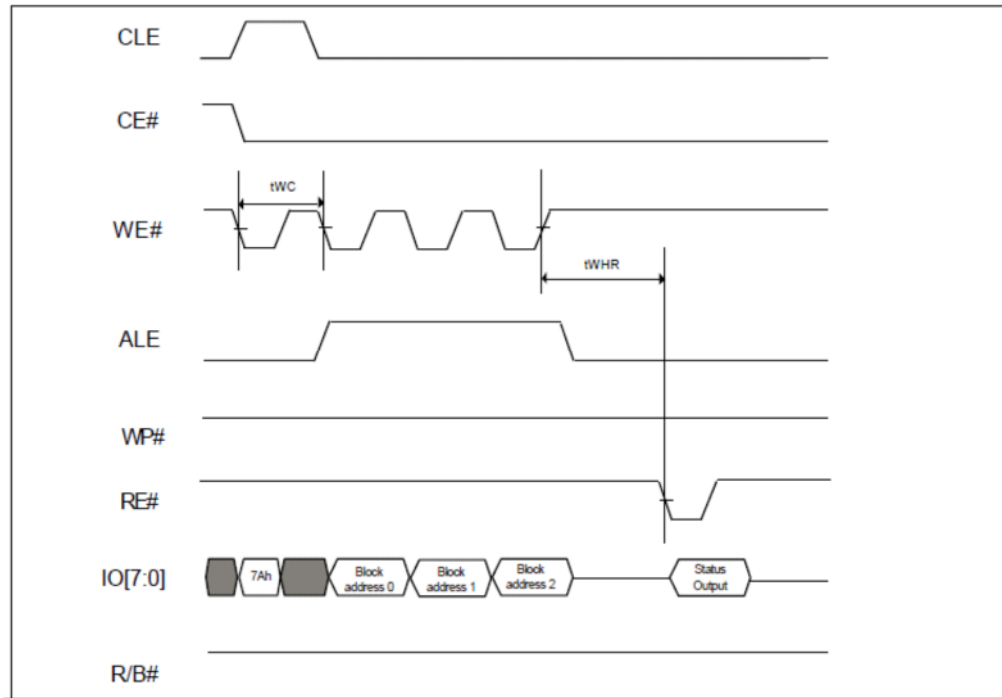 CLE
CE#
tWC
WE#
tWHR
ALE
WP#
RE#
IO[7:0]
7Ah
Block
address 0
Block
address 1
Block
address 2
Status
Output
R/B#